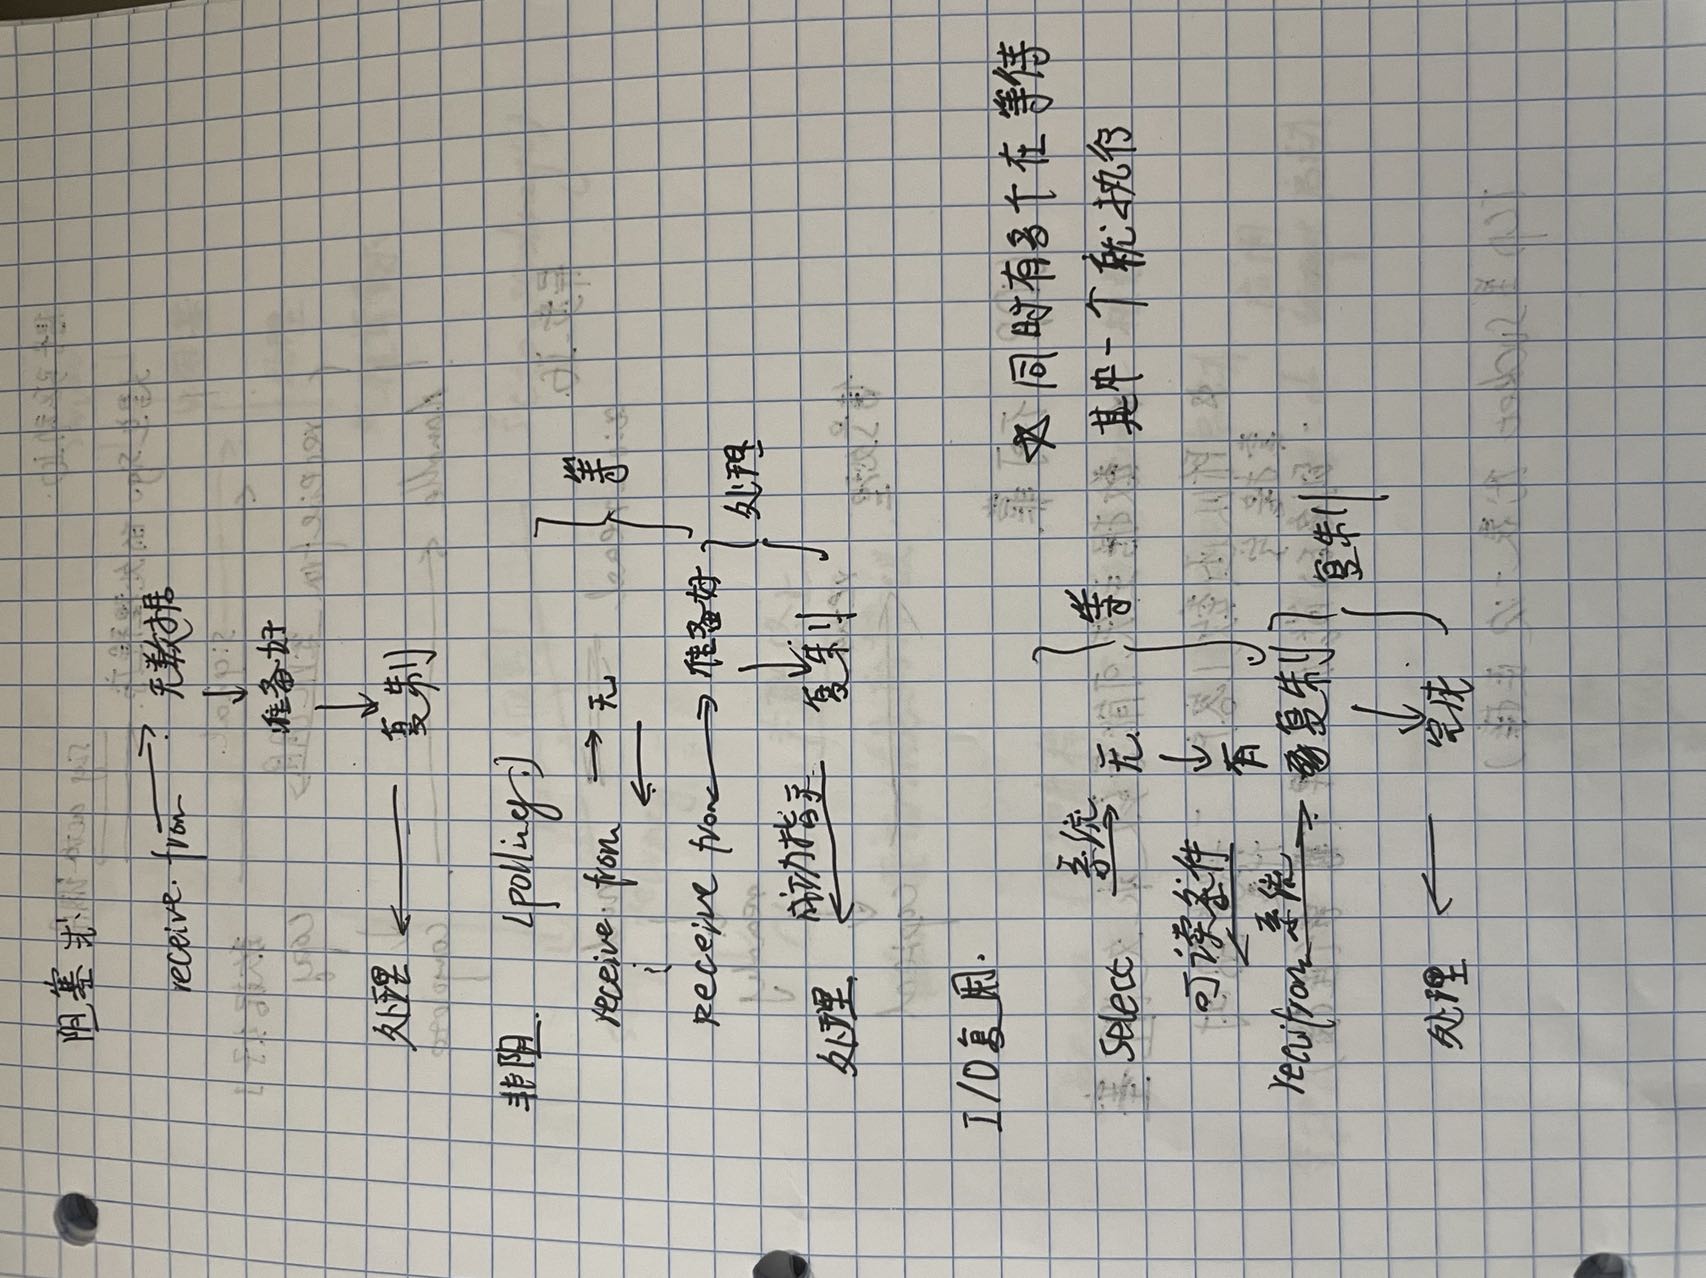 阻塞式
receive from → 无数据
↓
准备好
↓
处理 ← 复制
非阻 (polling)
receive from → 无 } 等
←
receive from → 准备好
↓ } 处理
处理 ← 成功指示 复制
I/O复用.
☆ 同时有多个在等待
select 系统 → 无 } 等
其中一个就执行
↓
可读条件 ←
有
recvfrom 系统 → 复制 } 复制
↓
处理 ← 完成